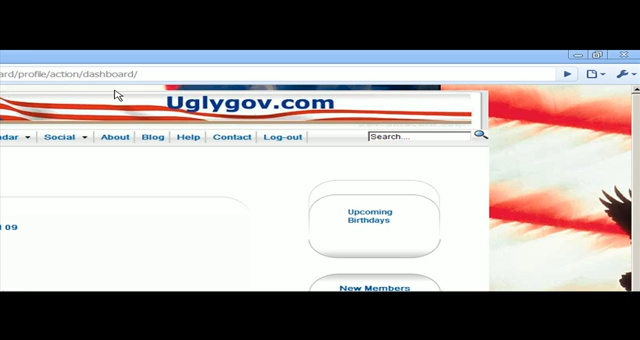 ard/profile/action/dashboard/
Uglygov.com
ndar Social About Blog Help Contact Log-out Search....
Upcoming
Birthdays
l 09
New Members